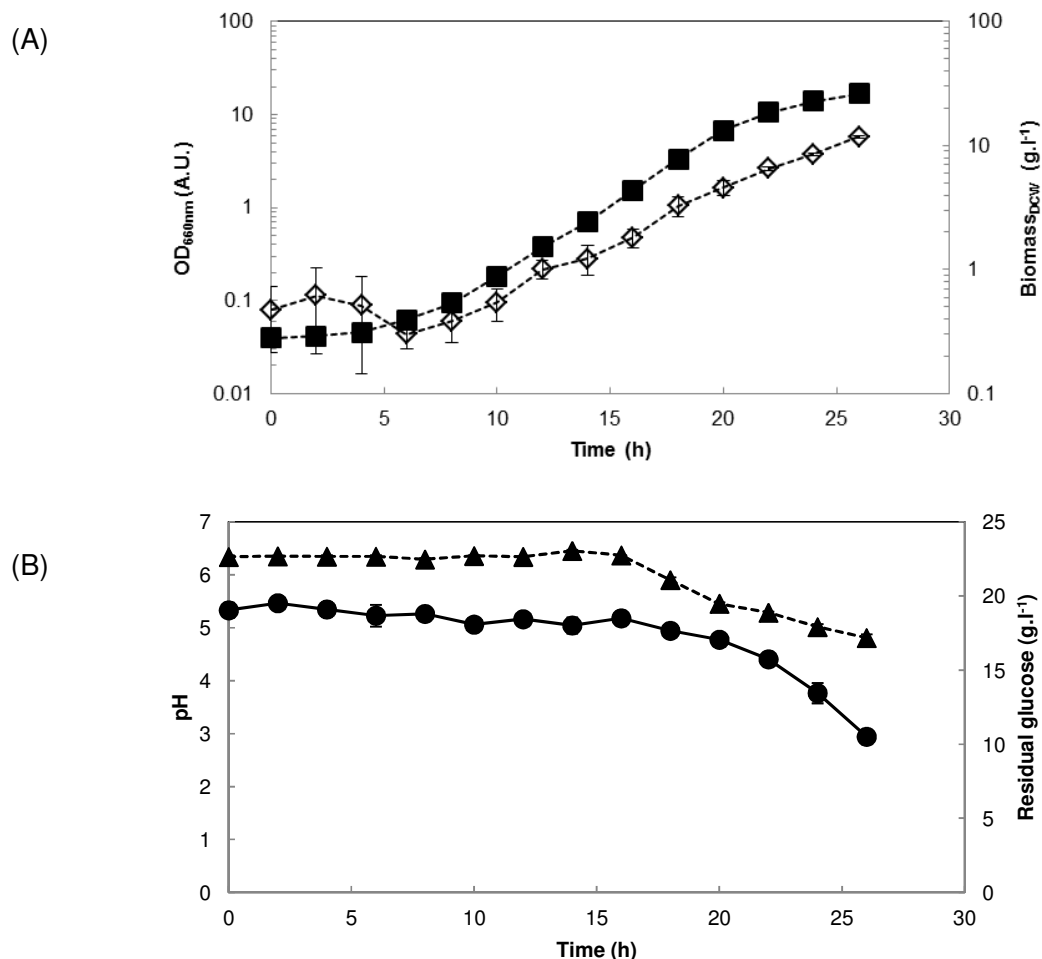 (A)
100
10
1
0.1
0.01
OD660nm (A.U.)
100
10
1
0.1
BiomassDCW (g.l-1)
0 5 10 15 20 25 30
Time (h)
(B)
7
6
5
4
3
2
1
0
pH
25
20
15
10
5
0
Residual glucose (g.l-1)
0 5 10 15 20 25 30
Time (h)